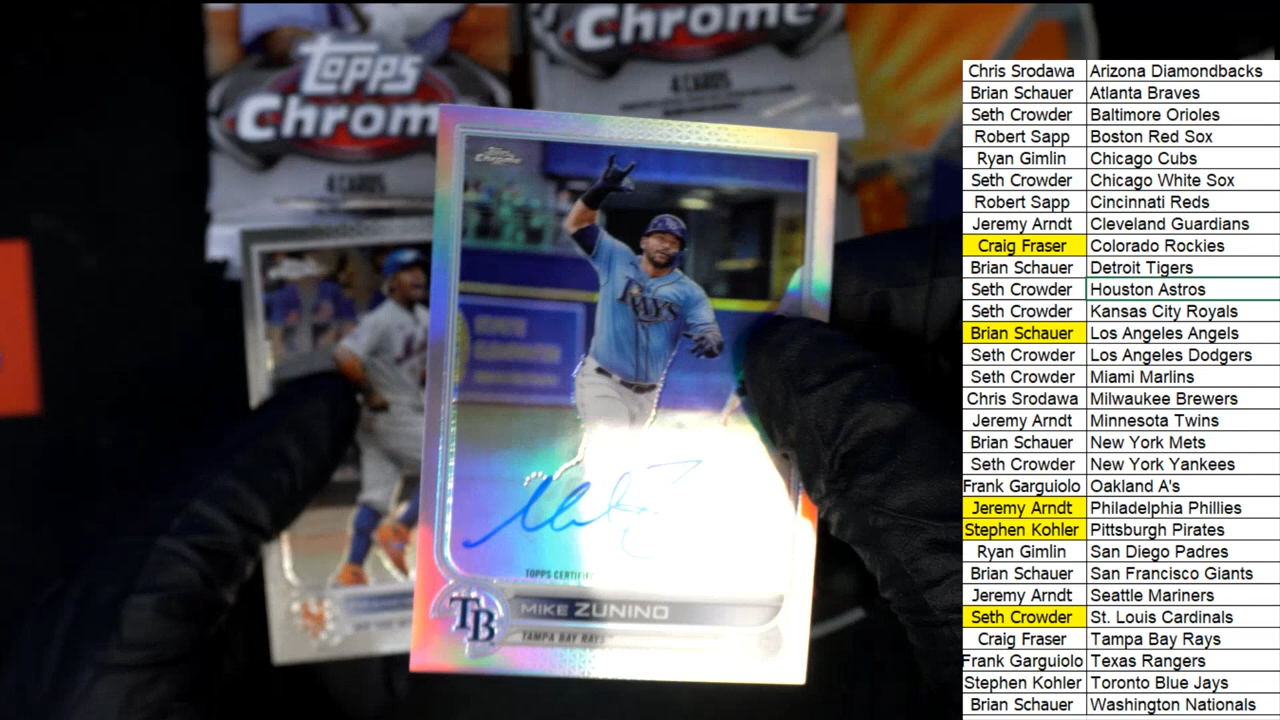 Topps
Chrome
4 CARDS
Chrome
4 CARDS
Topps
Chrome
RAYS
TOPPS CERTIFIE
TB
MIKE ZUNINO
TAMPA BAY RAYS
Chris Srodawa Arizona Diamondbacks
Brian Schauer Atlanta Braves
Seth Crowder Baltimore Orioles
Robert Sapp Boston Red Sox
Ryan Gimlin Chicago Cubs
Seth Crowder Chicago White Sox
Robert Sapp Cincinnati Reds
Jeremy Arndt Cleveland Guardians
Craig Fraser Colorado Rockies
Brian Schauer Detroit Tigers
Seth Crowder Houston Astros
Seth Crowder Kansas City Royals
Brian Schauer Los Angeles Angels
Seth Crowder Los Angeles Dodgers
Seth Crowder Miami Marlins
Chris Srodawa Milwaukee Brewers
Jeremy Arndt Minnesota Twins
Brian Schauer New York Mets
Seth Crowder New York Yankees
Frank Garguiolo Oakland A's
Jeremy Arndt Philadelphia Phillies
Stephen Kohler Pittsburgh Pirates
Ryan Gimlin San Diego Padres
Brian Schauer San Francisco Giants
Jeremy Arndt Seattle Mariners
Seth Crowder St. Louis Cardinals
Craig Fraser Tampa Bay Rays
Frank Garguiolo Texas Rangers
Stephen Kohler Toronto Blue Jays
Brian Schauer Washington Nationals